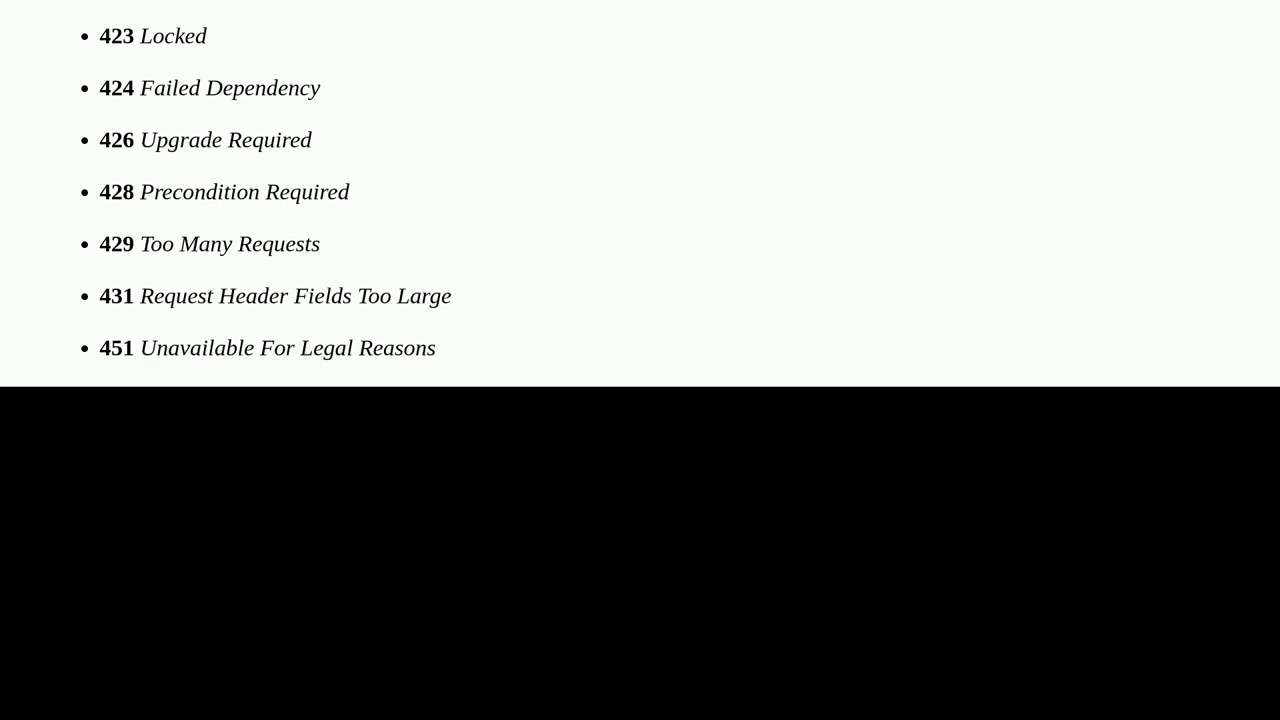 • 423 Locked
• 424 Failed Dependency
• 426 Upgrade Required
• 428 Precondition Required
• 429 Too Many Requests
• 431 Request Header Fields Too Large
• 451 Unavailable For Legal Reasons